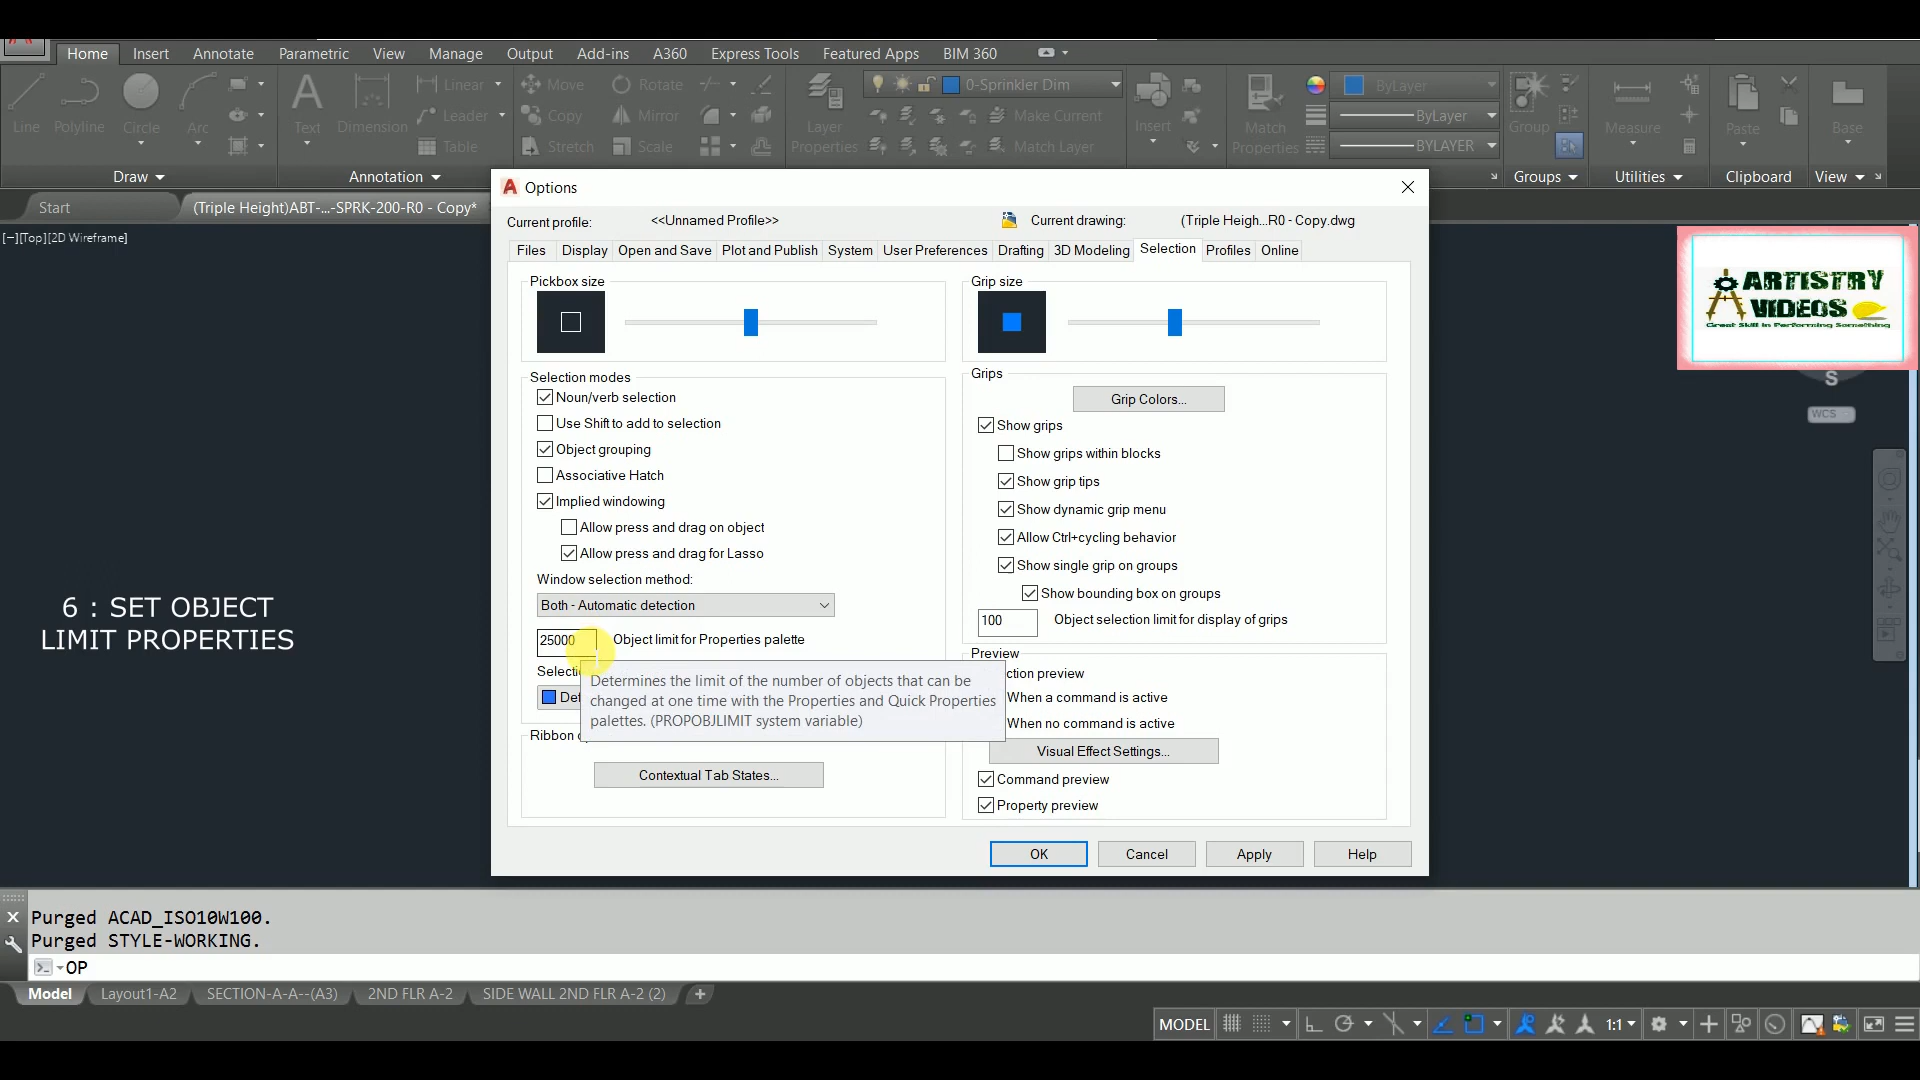 Home Insert Annotate Parametric View Manage Output Add-ins A360 Express Tools Featured Apps BIM 360
Linear Move Rotate 0-Sprinkler Dim ByLayer
Leader Copy Mirror Make Current ByLayer
Line Polyline Circle Arc Text Dimension Layer Insert Match Group Measure Paste Base
Table Stretch Scale Properties Match Layer Properties BYLAYER
Draw Annotation Groups Utilities Clipboard View
Start (Triple Height)ABT-...-SPRK-200-R0 - Copy*
[−][Top][2D Wireframe]
Options
Current profile: <<Unnamed Profile>> Current drawing: (Triple Heigh...R0 - Copy.dwg
Files Display Open and Save Plot and Publish System User Preferences Drafting 3D Modeling Selection Profiles Online
Pickbox size
Selection modes
Noun/verb selection
Use Shift to add to selection
Object grouping
Associative Hatch
Implied windowing
Allow press and drag on object
Allow press and drag for Lasso
Window selection method:
Both - Automatic detection
25000 Object limit for Properties palette
Determines the limit of the number of objects that can be
changed at one time with the Properties and Quick Properties
palettes. (PROPOBJLIMIT system variable)
Contextual Tab States...
Grip size
Grips
Grip Colors...
Show grips
Show grips within blocks
Show grip tips
Show dynamic grip menu
Allow Ctrl+cycling behavior
Show single grip on groups
Show bounding box on groups
100 Object selection limit for display of grips
Preview
ction preview
When a command is active
When no command is active
Visual Effect Settings...
Command preview
Property preview
OK Cancel Apply Help
ARTISTRY
VIDEOS
Great Skill in Performing Something
S
WCS
6 : SET OBJECT
LIMIT PROPERTIES
Purged ACAD_ISO10W100.
Purged STYLE-WORKING.
OP
Model Layout1-A2 SECTION-A-A--(A3) 2ND FLR A-2 SIDE WALL 2ND FLR A-2 (2)
MODEL 1:1